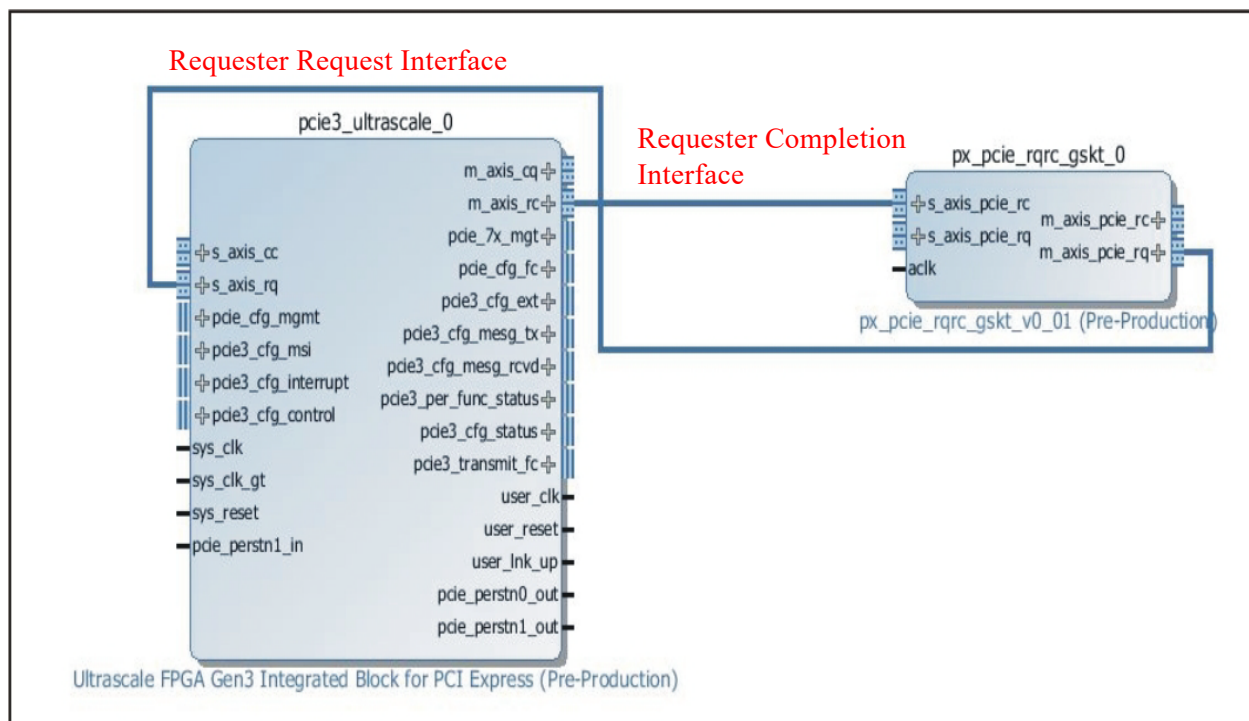 Requester Request Interface
pcie3_ultrascale_0
m_axis_cq
m_axis_rc
pcie_7x_mgt
pcie_cfg_fc
pcie3_cfg_ext
pcie3_cfg_mesg_tx
pcie3_cfg_mesg_rcvd
pcie3_per_func_status
pcie3_cfg_status
pcie3_transmit_fc
user_clk
user_reset
user_lnk_up
pcie_perstn0_out
pcie_perstn1_out
s_axis_cc
s_axis_rq
pcie_cfg_mgmt
pcie3_cfg_msi
pcie3_cfg_interrupt
pcie3_cfg_control
sys_clk
sys_clk_gt
sys_reset
pcie_perstn1_in
Ultrascale FPGA Gen3 Integrated Block for PCI Express (Pre-Production)
Requester Completion
Interface
px_pcie_rqrc_gskt_0
s_axis_pcie_rc
s_axis_pcie_rq
aclk
m_axis_pcie_rc
m_axis_pcie_rq
px_pcie_rqrc_gskt_v0_01 (Pre-Production)